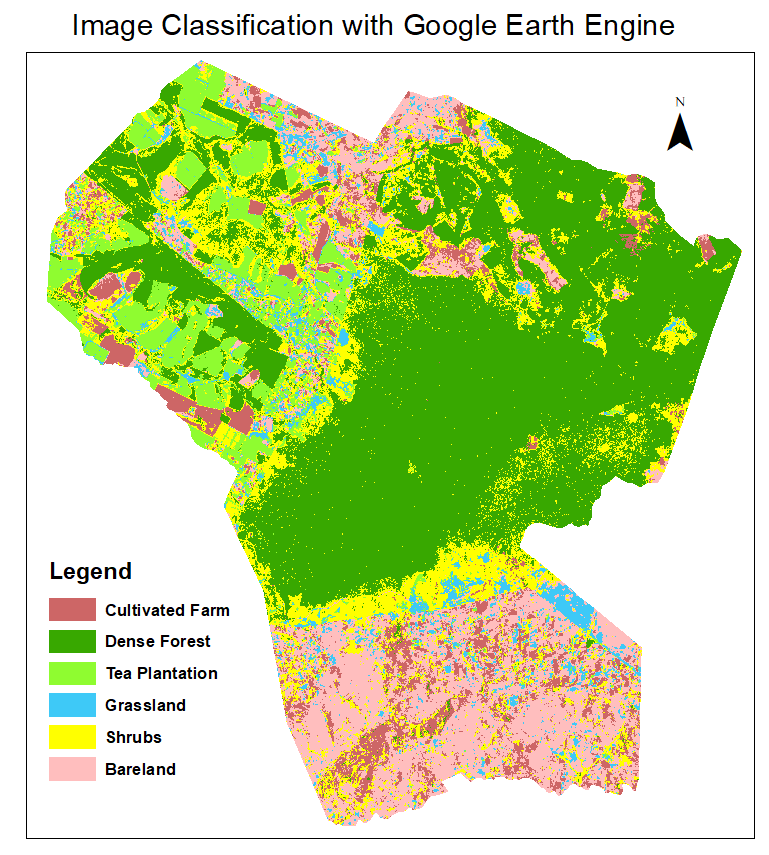 Image Classification with Google Earth Engine
N
Legend
Cultivated Farm
Dense Forest
Tea Plantation
Grassland
Shrubs
Bareland